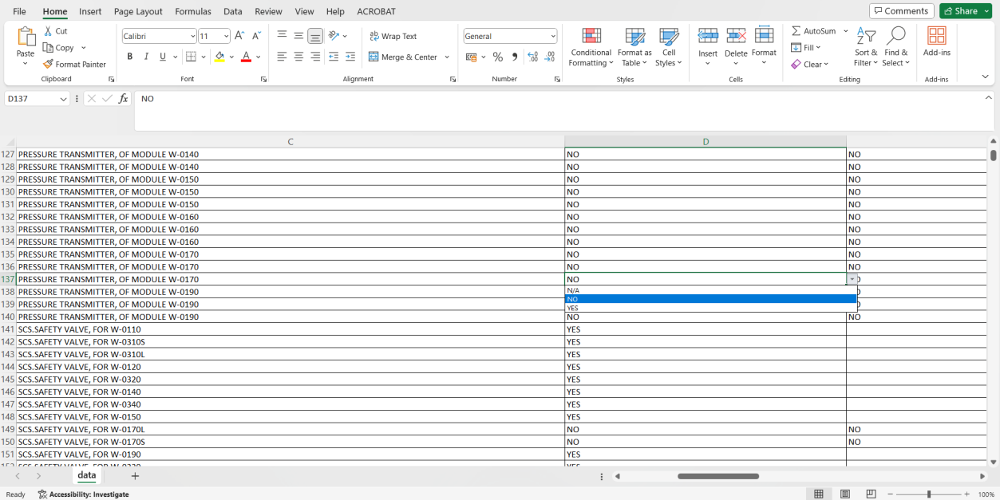 File Home Insert Page Layout Formulas Data Review View Help ACROBAT Comments Share
Cut
Copy
Format Painter
Paste
Clipboard
Calibri 11 A^ Aˇ
B I U A
Font
ab Wrap Text
Merge & Center
Alignment
General
% 9
Number
Conditional Formatting
Format as Table
Cell Styles
Styles
Insert Delete Format
Cells
AutoSum
Fill
Clear
Sort & Filter
Find & Select
Editing
Add-ins
Add-ins
D137 fx NO
C D
127 PRESSURE TRANSMITTER, OF MODULE W-0140 NO NO
128 PRESSURE TRANSMITTER, OF MODULE W-0140 NO NO
129 PRESSURE TRANSMITTER, OF MODULE W-0150 NO NO
130 PRESSURE TRANSMITTER, OF MODULE W-0150 NO NO
131 PRESSURE TRANSMITTER, OF MODULE W-0150 NO NO
132 PRESSURE TRANSMITTER, OF MODULE W-0160 NO NO
133 PRESSURE TRANSMITTER, OF MODULE W-0160 NO NO
134 PRESSURE TRANSMITTER, OF MODULE W-0160 NO NO
135 PRESSURE TRANSMITTER, OF MODULE W-0170 NO NO
136 PRESSURE TRANSMITTER, OF MODULE W-0170 NO NO
137 PRESSURE TRANSMITTER, OF MODULE W-0170 NO
138 PRESSURE TRANSMITTER, OF MODULE W-0190 N/A
139 PRESSURE TRANSMITTER, OF MODULE W-0190 NO
YES
140 PRESSURE TRANSMITTER, OF MODULE W-0190 NO NO
141 SCS.SAFETY VALVE, FOR W-0110 YES
142 SCS.SAFETY VALVE, FOR W-0310S YES
143 SCS.SAFETY VALVE, FOR W-0310L YES
144 SCS.SAFETY VALVE, FOR W-0120 YES
145 SCS.SAFETY VALVE, FOR W-0320 YES
146 SCS.SAFETY VALVE, FOR W-0140 YES
147 SCS.SAFETY VALVE, FOR W-0340 YES
148 SCS.SAFETY VALVE, FOR W-0150 YES
149 SCS.SAFETY VALVE, FOR W-0170L NO NO
150 SCS.SAFETY VALVE, FOR W-0170S NO NO
151 SCS.SAFETY VALVE, FOR W-0190 YES
data
Ready Accessibility: Investigate 100%